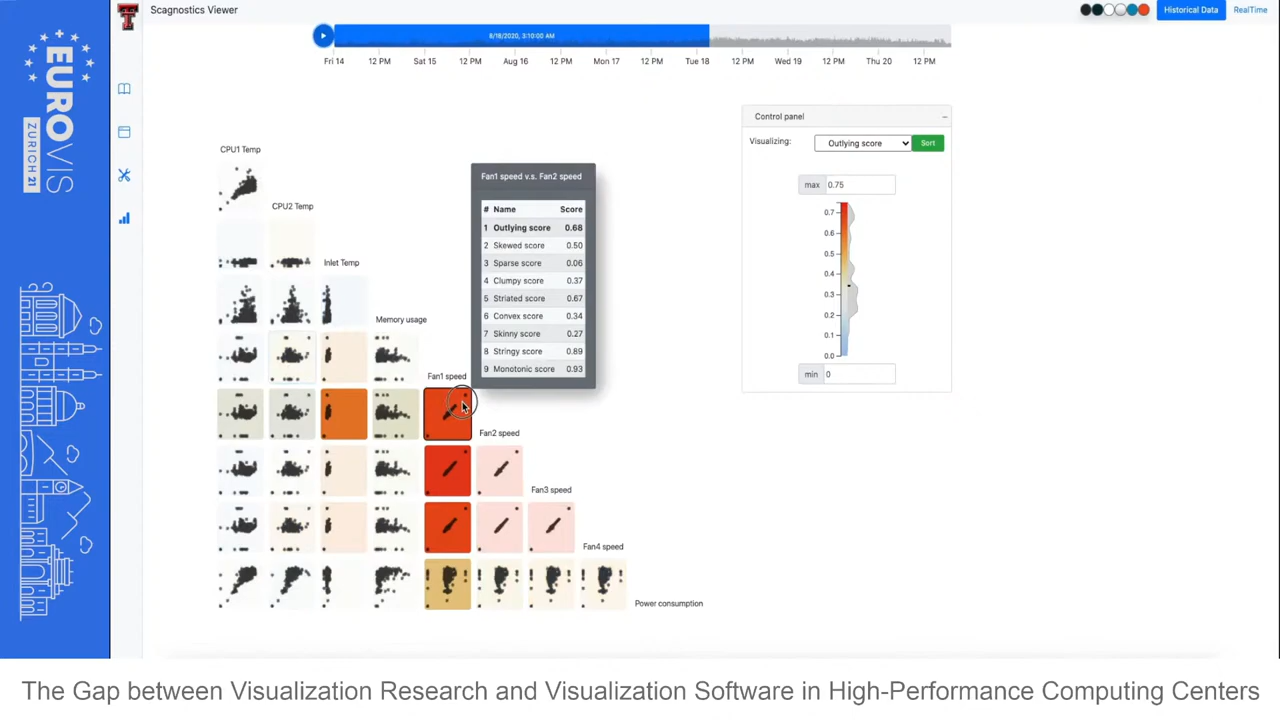 Scagnostics Viewer
Historical Data
RealTime
8/18/2020, 3:10:00 AM
Fri 14 12 PM Sat 15 12 PM Aug 16 12 PM Mon 17 12 PM Tue 18 12 PM Wed 19 12 PM Thu 20 12 PM
EUROVIS
ZURICH 21
Control panel
Visualizing: Outlying score Sort
max 0.75
0.7
0.6
0.5
0.4
0.3
0.2
0.1
0.0
min 0
CPU1 Temp
CPU2 Temp
Inlet Temp
Memory usage
Fan1 speed
Fan2 speed
Fan3 speed
Fan4 speed
Power consumption
Fan1 speed v.s. Fan2 speed
# Name Score
1 Outlying score 0.68
2 Skewed score 0.50
3 Sparse score 0.06
4 Clumpy score 0.37
5 Striated score 0.67
6 Convex score 0.34
7 Skinny score 0.27
8 Stringy score 0.89
9 Monotonic score 0.93
The Gap between Visualization Research and Visualization Software in High-Performance Computing Centers